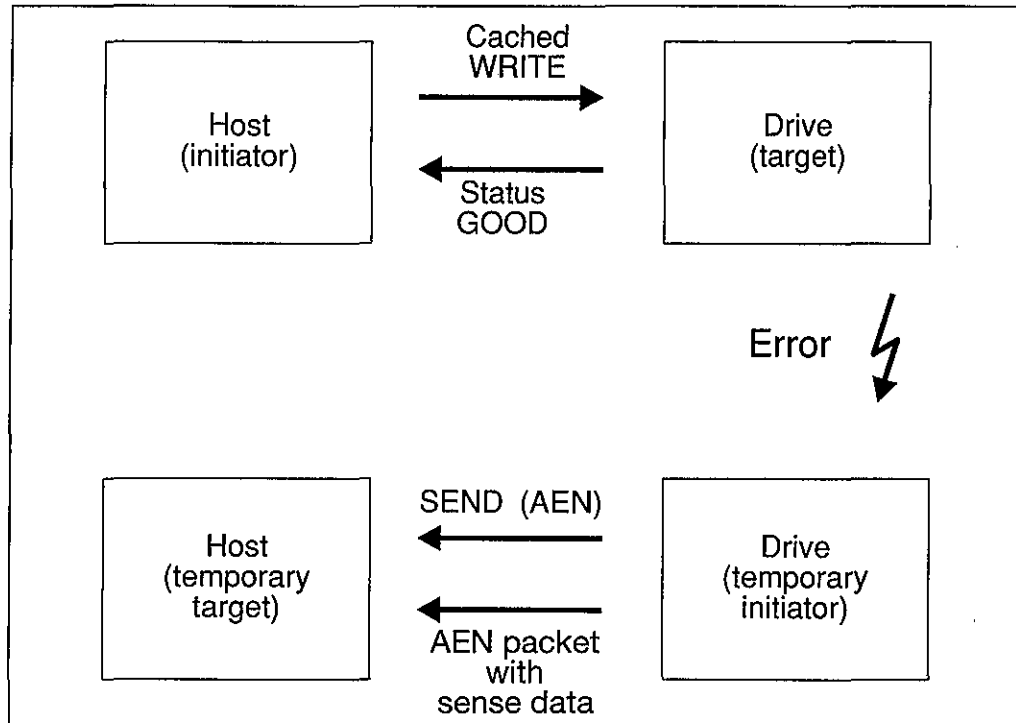 Cached
WRITE
Host
(initiator)
Drive
(target)
Status
GOOD
Error
SEND (AEN)
Host
(temporary
target)
Drive
(temporary
initiator)
AEN packet
with
sense data